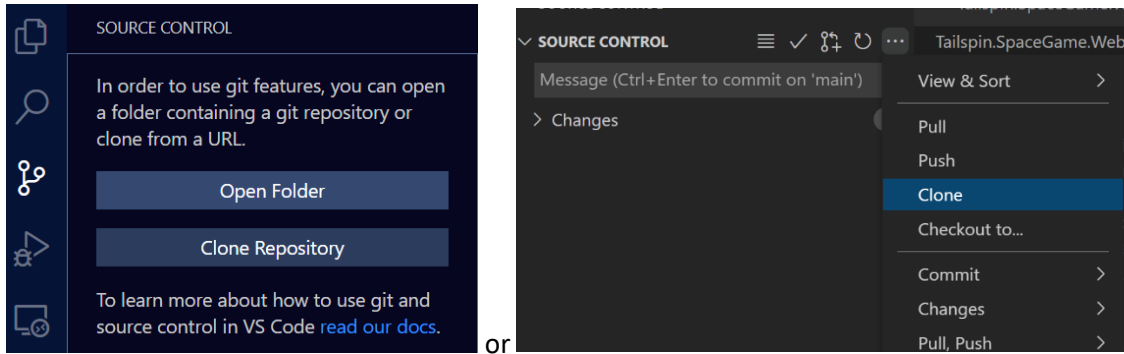 SOURCE CONTROL
In order to use git features, you can open
a folder containing a git repository or
clone from a URL.
Open Folder
Clone Repository
To learn more about how to use git and
source control in VS Code read our docs.
or
SOURCE CONTROL
Tailspin.SpaceGame.Web
Message (Ctrl+Enter to commit on 'main')
Changes
View & Sort
Pull
Push
Clone
Checkout to...
Commit
Changes
Pull, Push